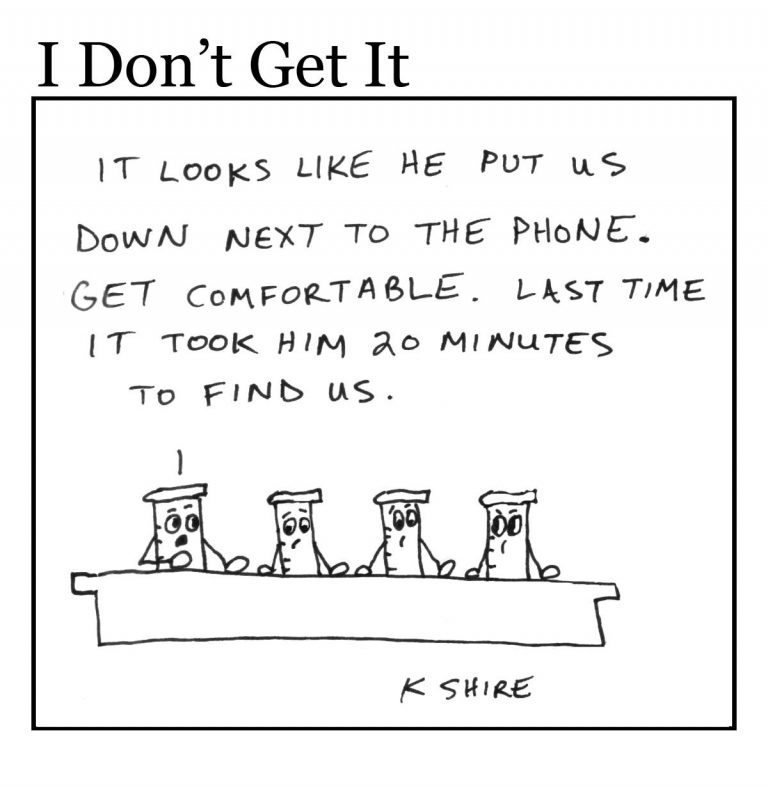 I Don't Get It
IT LOOKS LIKE HE PUT US
DOWN NEXT TO THE PHONE.
GET COMFORTABLE. LAST TIME
IT TOOK HIM 20 MINUTES
TO FIND US.
K SHIRE